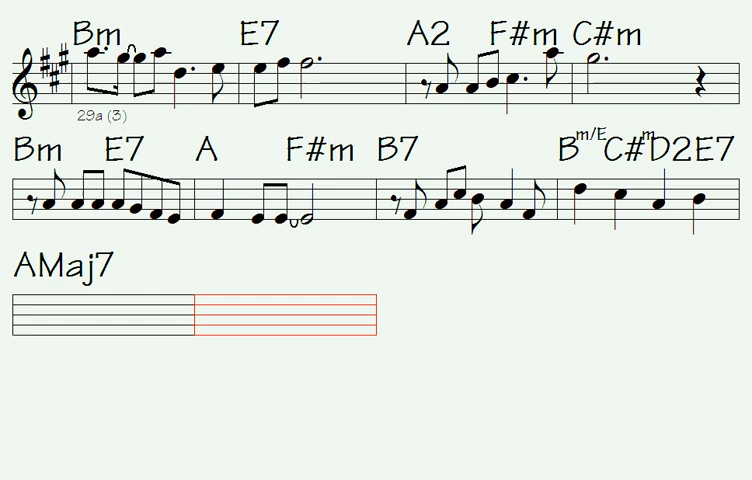 Bm E7 A2 F#m C#m
29a (3)
Bm E7 A F#m B7 Bm/E C#m D2 E7
AMaj7